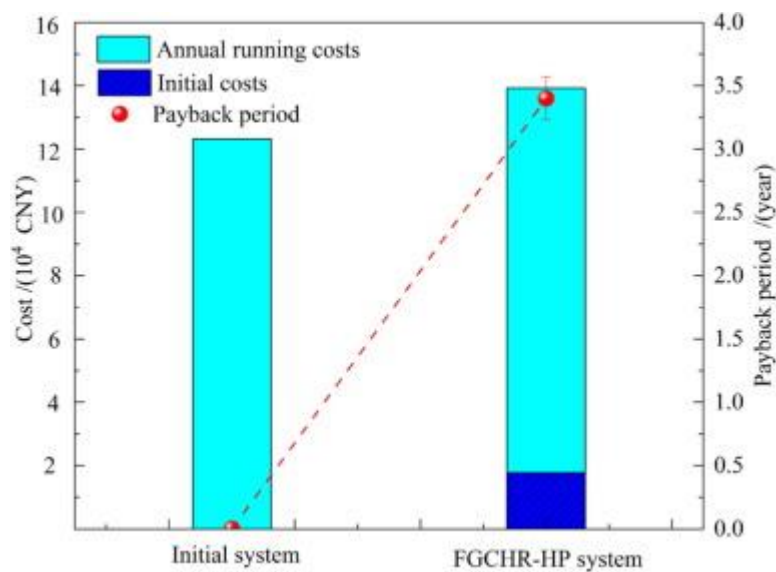 Annual running costs
Initial costs
Payback period
Cost /(10⁴ CNY)
16
14
12
10
8
6
4
2
4.0
3.5
3.0
2.5
2.0
1.5
1.0
0.5
0.0
Payback period /(year)
Initial system
FGCHR-HP system